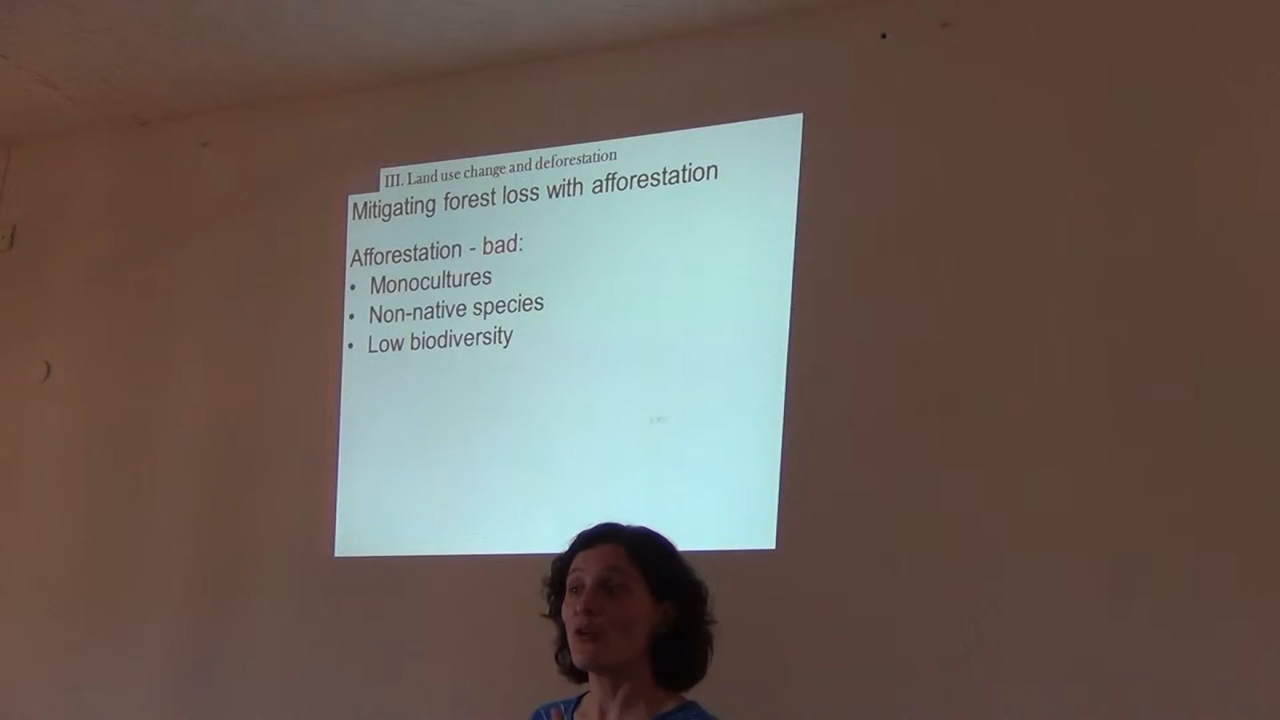 III. Land use change and deforestation
Mitigating forest loss with afforestation
Afforestation - bad:
• Monocultures
• Non-native species
• Low biodiversity